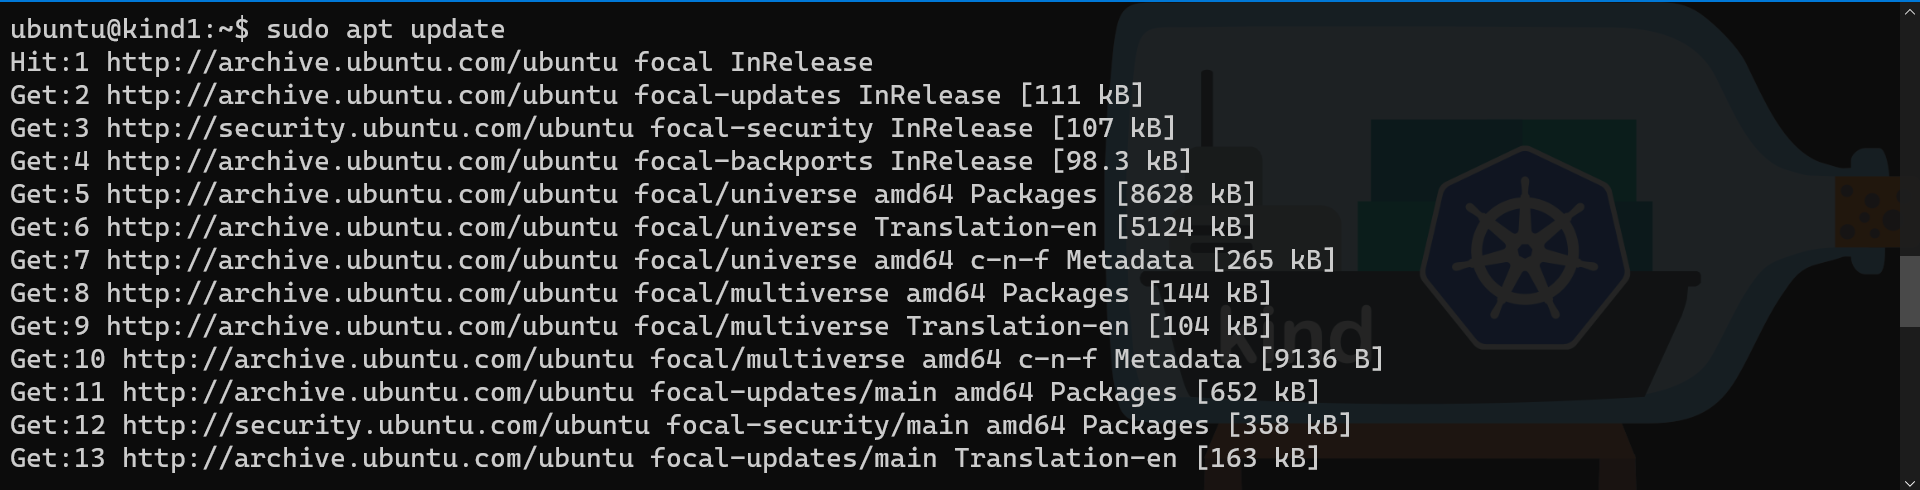 ubuntu@kind1:~$ sudo apt update
Hit:1 http://archive.ubuntu.com/ubuntu focal InRelease
Get:2 http://archive.ubuntu.com/ubuntu focal-updates InRelease [111 kB]
Get:3 http://security.ubuntu.com/ubuntu focal-security InRelease [107 kB]
Get:4 http://archive.ubuntu.com/ubuntu focal-backports InRelease [98.3 kB]
Get:5 http://archive.ubuntu.com/ubuntu focal/universe amd64 Packages [8628 kB]
Get:6 http://archive.ubuntu.com/ubuntu focal/universe Translation-en [5124 kB]
Get:7 http://archive.ubuntu.com/ubuntu focal/universe amd64 c-n-f Metadata [265 kB]
Get:8 http://archive.ubuntu.com/ubuntu focal/multiverse amd64 Packages [144 kB]
Get:9 http://archive.ubuntu.com/ubuntu focal/multiverse Translation-en [104 kB]
Get:10 http://archive.ubuntu.com/ubuntu focal/multiverse amd64 c-n-f Metadata [9136 B]
Get:11 http://archive.ubuntu.com/ubuntu focal-updates/main amd64 Packages [652 kB]
Get:12 http://security.ubuntu.com/ubuntu focal-security/main amd64 Packages [358 kB]
Get:13 http://archive.ubuntu.com/ubuntu focal-updates/main Translation-en [163 kB]
kind